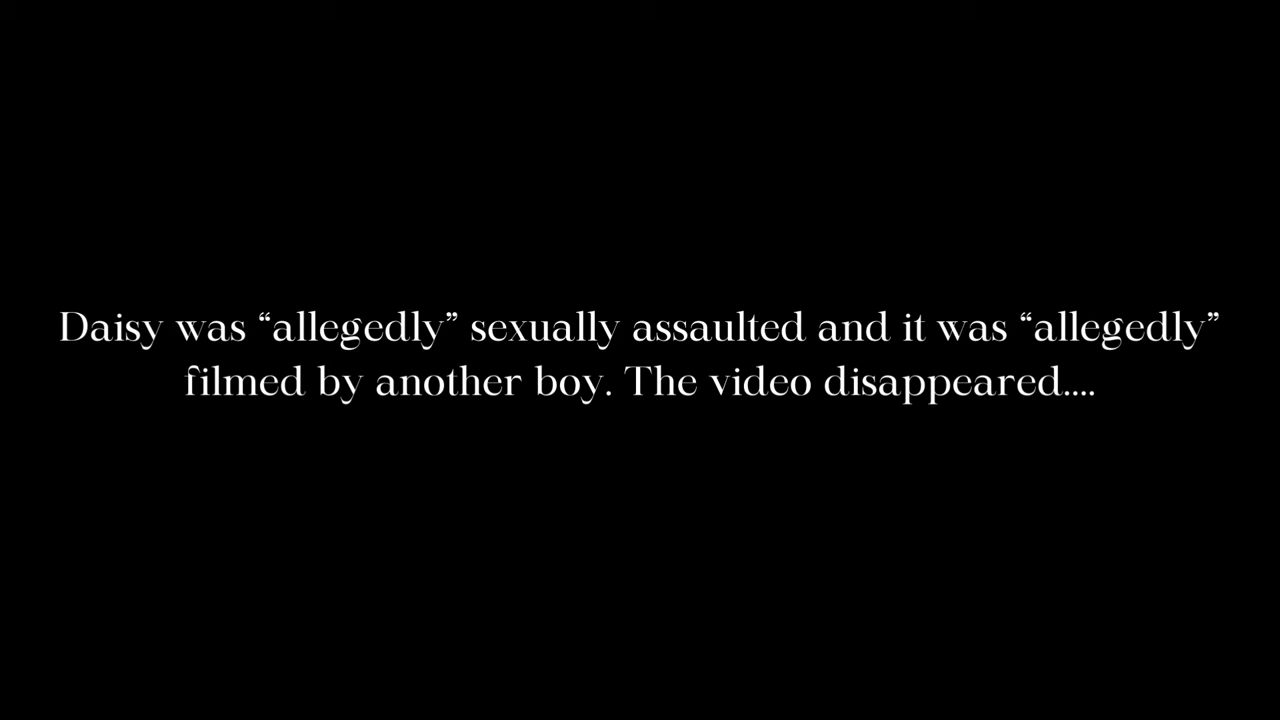 Daisy was “allegedly” sexually assaulted and it was “allegedly”
filmed by another boy. The video disappeared....